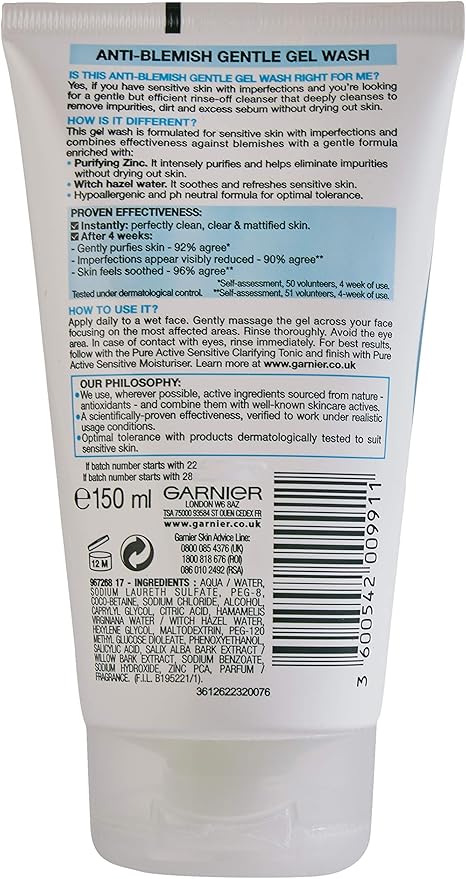 ANTI-BLEMISH GENTLE GEL WASH
IS THIS ANTI-BLEMISH GENTLE GEL WASH RIGHT FOR ME?
Yes, if you have sensitive skin with imperfections and you're looking
for a gentle but efficient rinse-off cleanser that deeply cleanses to
remove impurities, dirt and excess sebum without drying out skin.
HOW IS IT DIFFERENT?
This gel wash is formulated for sensitive skin with imperfections and
combines effectiveness against blemishes with a gentle formula
enriched with:
• Purifying Zinc. It intensely purifies and helps eliminate impurities
without drying out skin.
• Witch hazel water. It soothes and refreshes sensitive skin.
• Hypoallergenic and ph neutral formula for optimal tolerance.
PROVEN EFFECTIVENESS:
☑ Instantly: perfectly clean, clear & mattified skin.
☑ After 4 weeks:
- Gently purifies skin - 92% agree*
- Imperfections appear visibly reduced - 90% agree**
- Skin feels soothed - 96% agree**
*Self-assessment, 50 volunteers, 4 week of use.
Tested under dermatological control. **Self-assessment, 51 volunteers, 4-week of use.
HOW TO USE IT?
Apply daily to a wet face. Gently massage the gel across your face
focusing on the most affected areas. Rinse thoroughly. Avoid the eye
area. In case of contact with eyes, rinse immediately. For best results,
follow with the Pure Active Sensitive Clarifying Tonic and finish with Pure
Active Sensitive Moisturiser. Learn more at www.garnier.co.uk
OUR PHILOSOPHY:
•We use, wherever possible, active ingredients sourced from nature -
antioxidants - and combine them with well-known skincare actives.
•A scientifically-proven effectiveness, verified to work under realistic
usage conditions.
•Optimal tolerance with products dermatologically tested to suit
sensitive skin.
If batch number starts with 22
If batch number starts with 28
℮150 ml
GARNIER
LONDON W6 8AZ
TSA 75000 93584 ST OUEN CEDEX FR
www.garnier.co.uk
Garnier Skin Advice Line:
0800 085 4376 (UK)
1800 818 676 (ROI)
086 010 2492 (RSA)
12 M
967268 17 - INGREDIENTS : AQUA / WATER,
SODIUM LAURETH SULFATE, PEG-8,
COCO-BETAINE, SODIUM CHLORIDE, ALCOHOL,
CAPRYLYL GLYCOL, CITRIC ACID, HAMAMELIS
VIRGINIANA WATER / WITCH HAZEL WATER,
HEXYLENE GLYCOL, MALTODEXTRIN, PEG-120
METHYL GLUCOSE DIOLEATE, PHENOXYETHANOL,
SALICYLIC ACID, SALIX ALBA BARK EXTRACT /
WILLOW BARK EXTRACT, SODIUM BENZOATE,
SODIUM HYDROXIDE, ZINC PCA, PARFUM /
FRAGRANCE. (F.I.L. B195221/1).
3612622320076
3 600542 009911